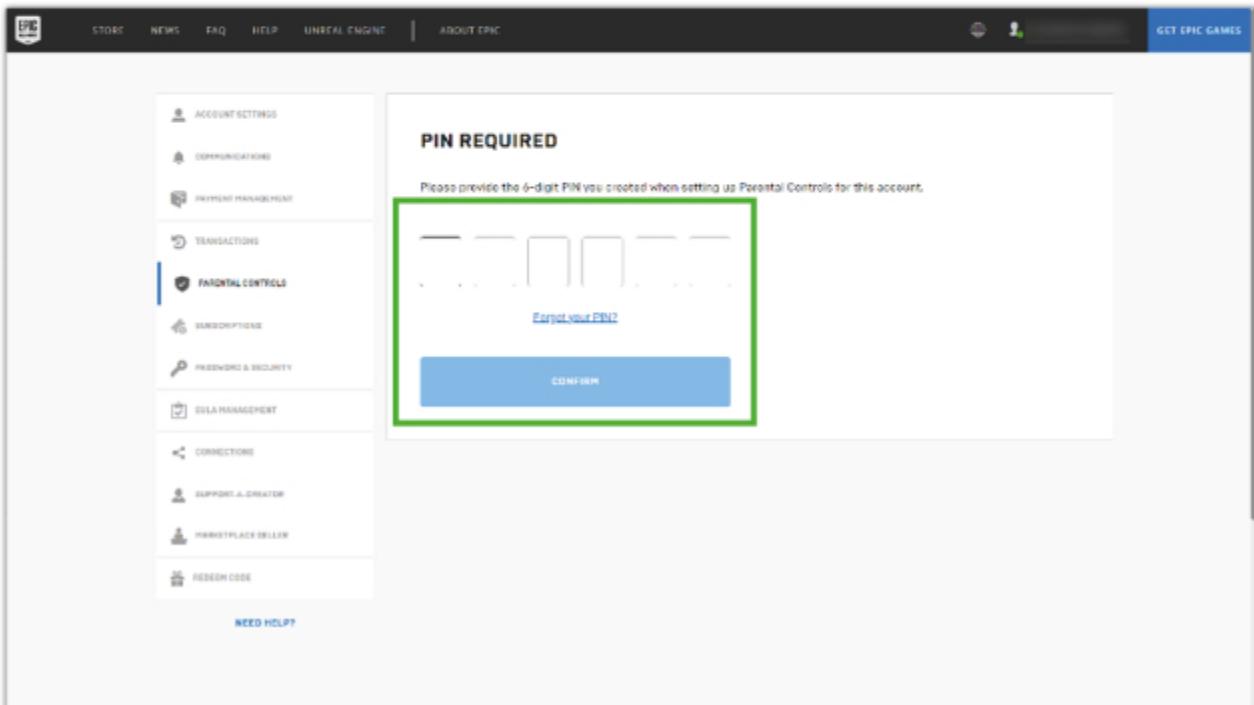 EPIC
STORE NEWS FAQ HELP UNREAL ENGINE ABOUT EPIC GET EPIC GAMES
ACCOUNT SETTINGS
COMMUNICATIONS
PAYMENT MANAGEMENT
TRANSACTIONS
PARENTAL CONTROLS
SUBSCRIPTIONS
PASSWORD & SECURITY
EULA MANAGEMENT
CONNECTIONS
SUPPORT-A-CREATOR
MARKETPLACE SELLER
REDEEM CODE
NEED HELP?
PIN REQUIRED
Please provide the 6-digit PIN you created when setting up Parental Controls for this account.
Forgot your PIN?
CONFIRM